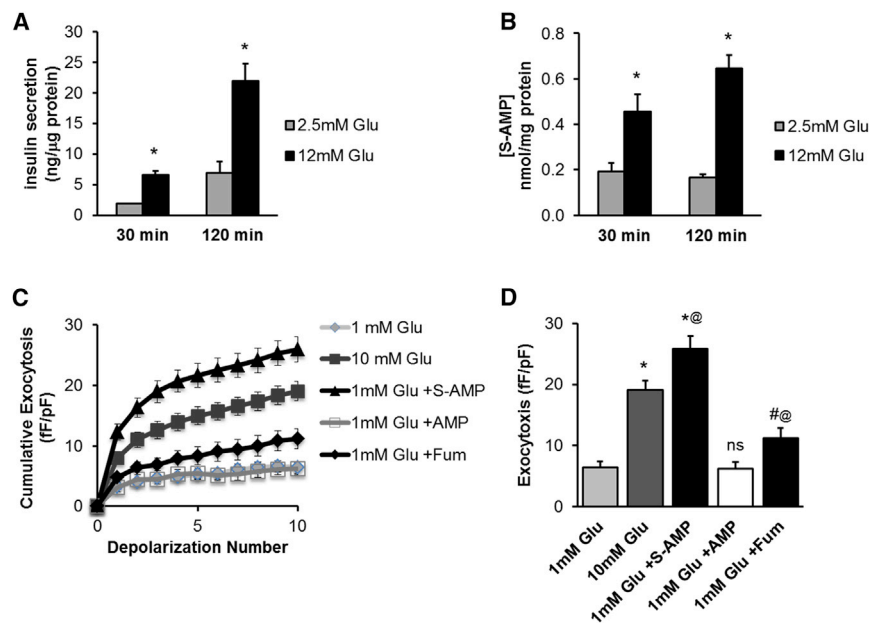 A
insulin secretion
(ng/µg protein)
30
25
20
15
10
5
0
*
*
30 min
120 min
2.5mM Glu
12mM Glu
B
[S-AMP]
nmol/mg protein
0.8
0.6
0.4
0.2
0.0
*
*
30 min
120 min
2.5mM Glu
12mM Glu
C
Cumulative Exocytosis
(fF/pF)
30
20
10
0
0
5
10
Depolarization Number
1 mM Glu
10 mM Glu
1mM Glu +S-AMP
1mM Glu +AMP
1mM Glu +Fum
D
Exocytoxis (fF/pF)
30
20
10
0
*
*@
ns
#@
1mM Glu
10mM Glu
1mM Glu +S-AMP
1mM Glu +AMP
1mM Glu +Fum